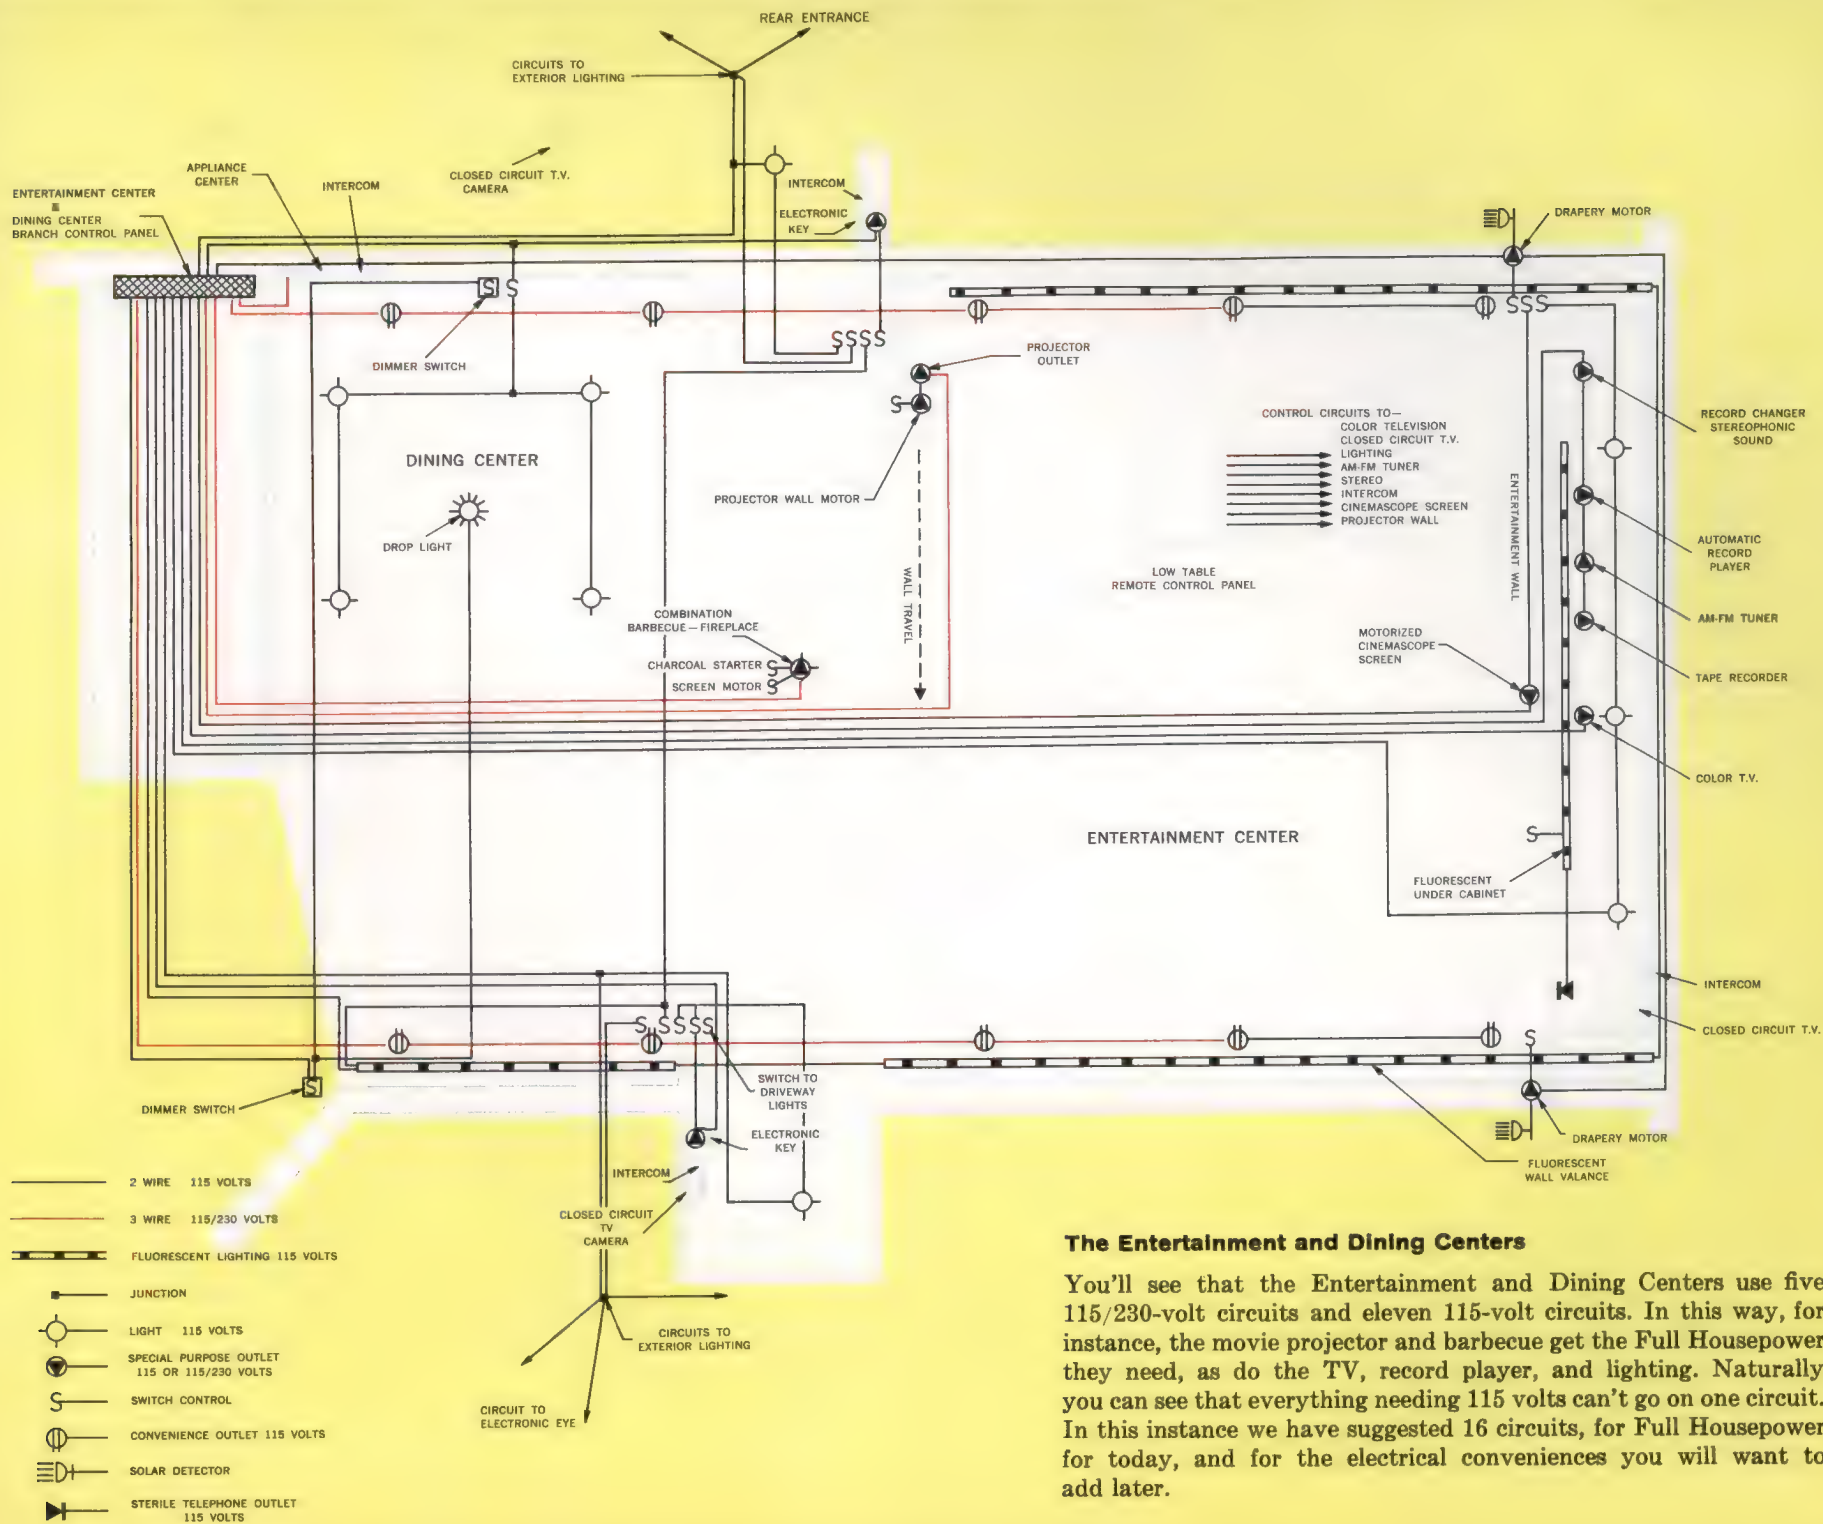 REAR ENTRANCE
CIRCUITS TO
EXTERIOR LIGHTING
CLOSED CIRCUIT T.V.
CAMERA
APPLIANCE
CENTER
INTERCOM
ENTERTAINMENT CENTER
&
DINING CENTER
BRANCH CONTROL PANEL
INTERCOM
ELECTRONIC
KEY
DRAPERY MOTOR
S
S
DIMMER SWITCH
SSSS
SSS
PROJECTOR
OUTLET
S
CONTROL CIRCUITS TO—
COLOR TELEVISION
CLOSED CIRCUIT T.V.
LIGHTING
AM-FM TUNER
STEREO
INTERCOM
CINEMASCOPE SCREEN
PROJECTOR WALL
RECORD CHANGER
STEREOPHONIC
SOUND
DINING CENTER
PROJECTOR WALL MOTOR
ENTERTAINMENT WALL
DROP LIGHT
AUTOMATIC
RECORD
PLAYER
WALL TRAVEL
LOW TABLE
REMOTE CONTROL PANEL
COMBINATION
BARBECUE—FIREPLACE
CHARCOAL STARTER S
SCREEN MOTOR S
MOTORIZED
CINEMASCOPE
SCREEN
AM-FM TUNER
TAPE RECORDER
COLOR T.V.
ENTERTAINMENT CENTER
S
FLUORESCENT
UNDER CABINET
INTERCOM
CLOSED CIRCUIT T.V.
S SSSS
S
SWITCH TO
DRIVEWAY
LIGHTS
S
DIMMER SWITCH
ELECTRONIC
KEY
DRAPERY MOTOR
FLUORESCENT
WALL VALANCE
INTERCOM
CLOSED CIRCUIT
TV
CAMERA
CIRCUITS TO
EXTERIOR LIGHTING
CIRCUIT TO
ELECTRONIC EYE
2 WIRE 115 VOLTS
3 WIRE 115/230 VOLTS
FLUORESCENT LIGHTING 115 VOLTS
JUNCTION
LIGHT 115 VOLTS
SPECIAL PURPOSE OUTLET
115 OR 115/230 VOLTS
S SWITCH CONTROL
CONVENIENCE OUTLET 115 VOLTS
SOLAR DETECTOR
STERILE TELEPHONE OUTLET
115 VOLTS
The Entertainment and Dining Centers
You'll see that the Entertainment and Dining Centers use five
115/230-volt circuits and eleven 115-volt circuits. In this way, for
instance, the movie projector and barbecue get the Full Housepower
they need, as do the TV, record player, and lighting. Naturally
you can see that everything needing 115 volts can't go on one circuit.
In this instance we have suggested 16 circuits, for Full Housepower
for today, and for the electrical conveniences you will want to
add later.